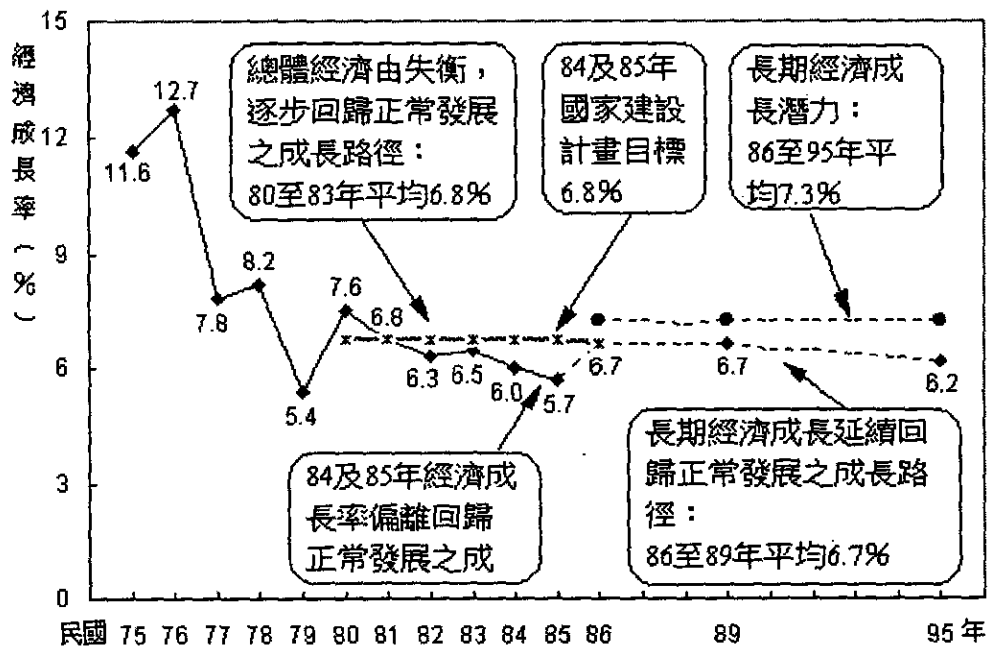 經濟成長率(%)
15
12
9
6
3
0
總體經濟由失衡，
逐步回歸正常發展
之成長路徑：
80至83年平均6.8%
84及85年
國家建設
計畫目標
6.8%
長期經濟成
長潛力：
86至95年平
均7.3%
11.6
12.7
7.8
8.2
5.4
7.6
6.8
6.3
6.5
6.0
5.7
6.7
6.7
6.2
84及85年經濟成
長率偏離回歸
正常發展之成
長期經濟成長延續回
歸正常發展之成長路
徑：
86至89年平均6.7%
民國 75 76 77 78 79 80 81 82 83 84 85 86 89 95 年